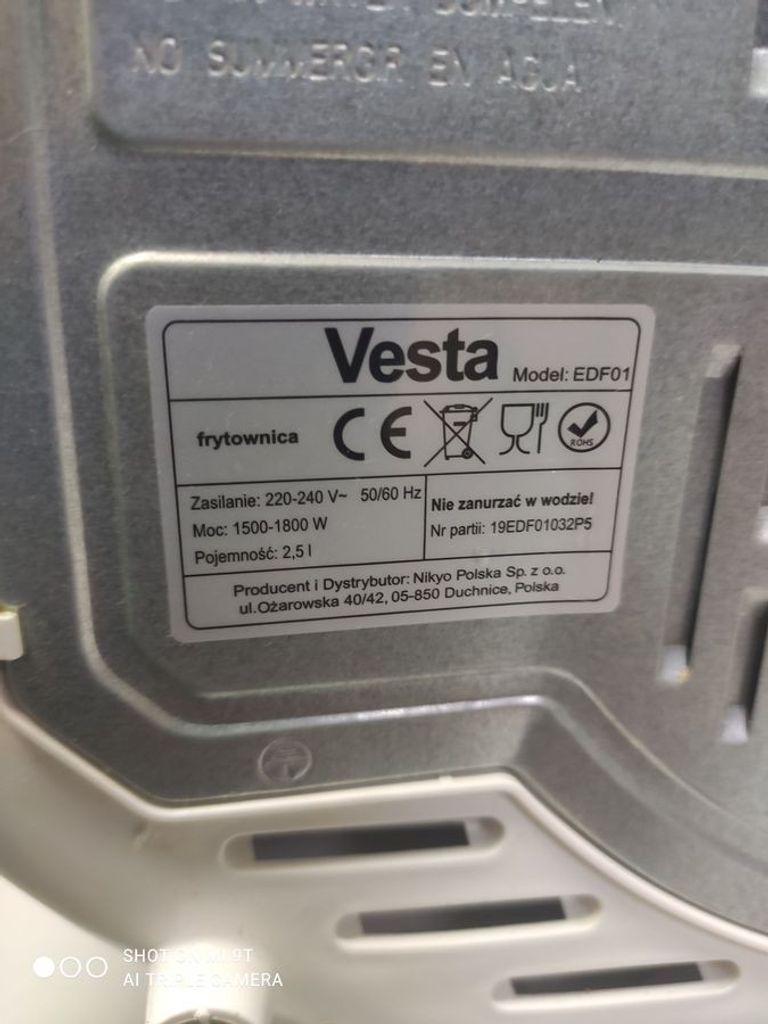 NO SUMMERGIR EN AGUA
Vesta Model: EDF01
frytownica CE ROHS
Zasilanie: 220-240 V~ 50/60 Hz
Moc: 1500-1800 W
Pojemność: 2,5 l
Nie zanurzać w wodzie!
Nr partii: 19EDF01032P5
Producent i Dystrybutor: Nikyo Polska Sp. z o.o.
ul.Ożarowska 40/42, 05-850 Duchnice, Polska
SHOT ON MI 9T
AI TRIPLE CAMERA